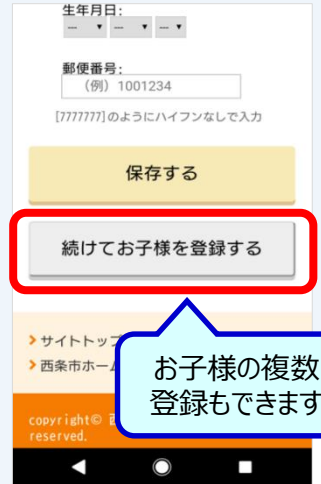 生年月日:
--- ▼ --- ▼ --- ▼
郵便番号:
(例) 1001234
[7777777]のようにハイフンなしで入力
保存する
続けてお子様を登録する
サイトトップ
西条市ホーム
お子様の複数
登録もできます
copyright©
reserved.